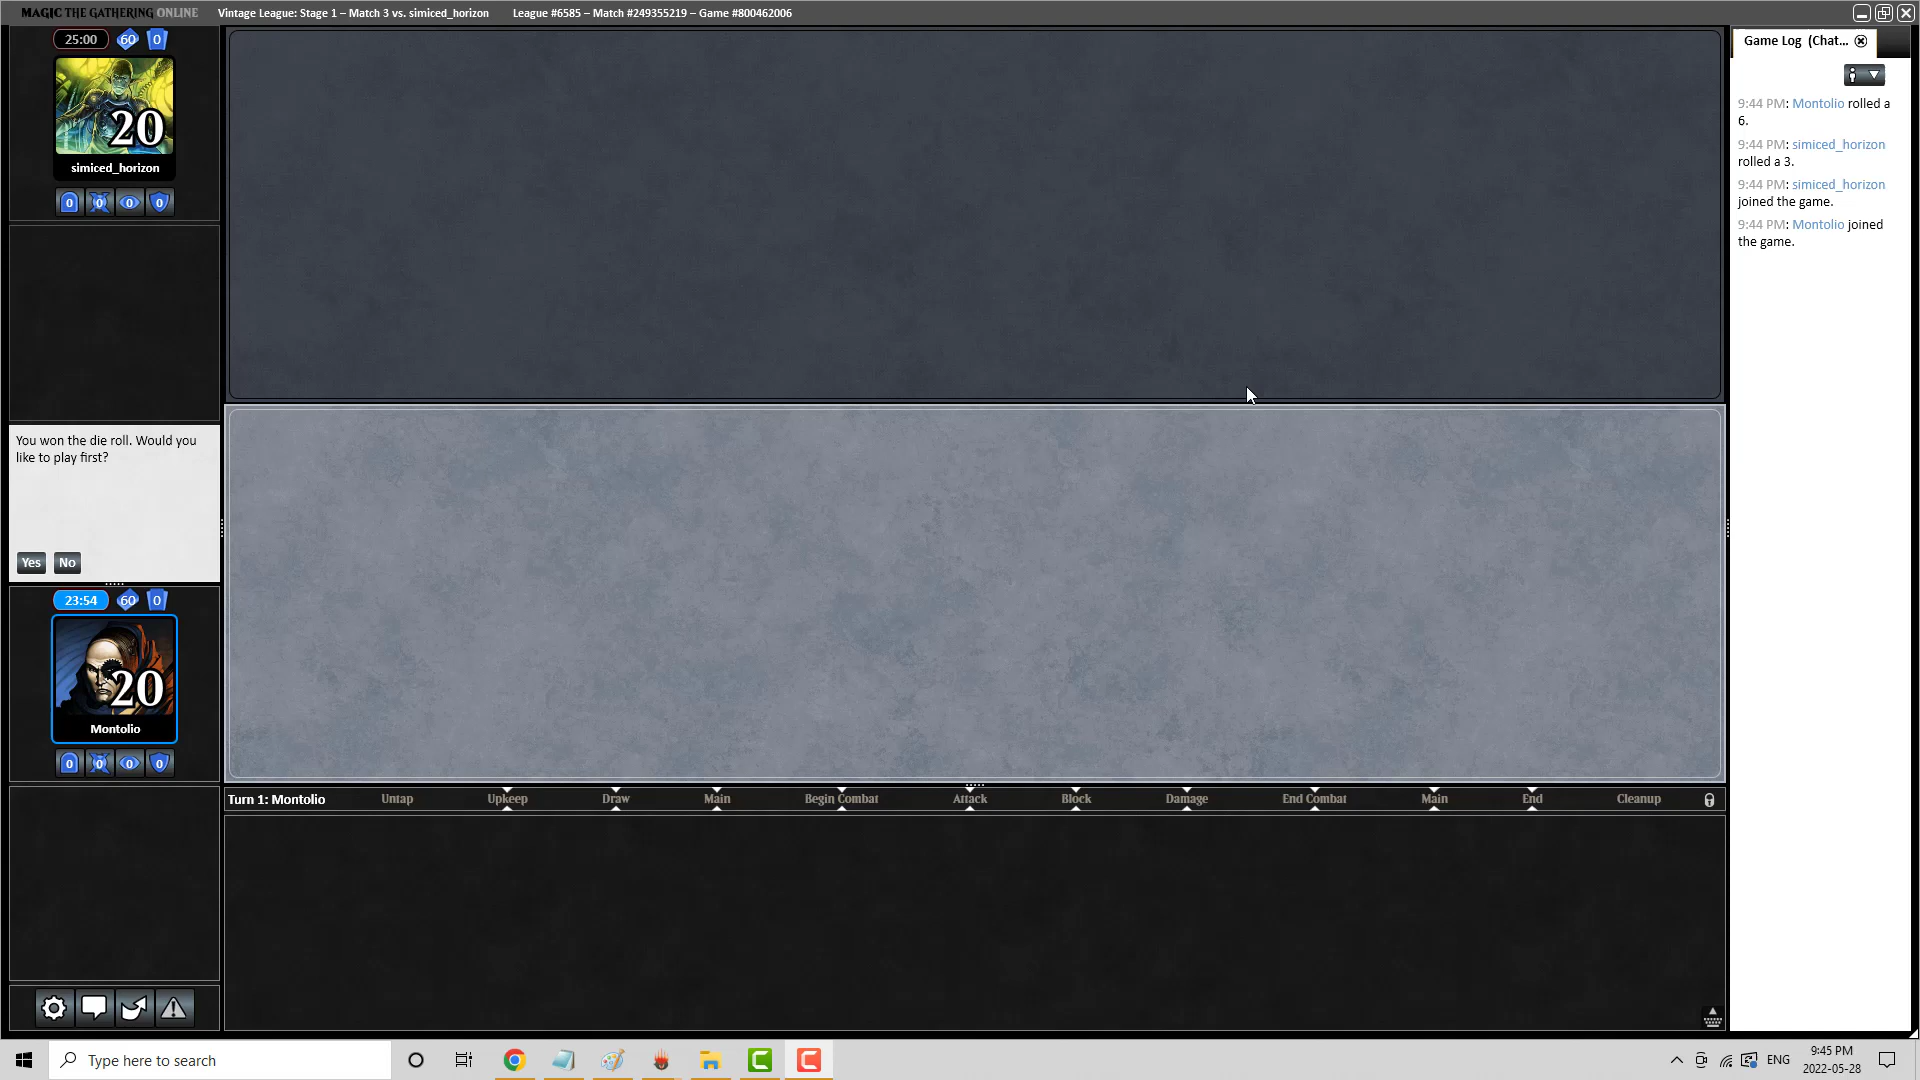 MAGIC THE GATHERING ONLINE Vintage League: Stage 1 – Match 3 vs. simiced_horizon League #6585 – Match #249355219 – Game #800462006
25:00 60 0
20
simiced_horizon
0 0 0 0
You won the die roll. Would you
like to play first?
Yes No
23:54 60 0
20
Montolio
0 0 0 0
Turn 1: Montolio Untap Upkeep Draw Main Begin Combat Attack Block Damage End Combat Main End Cleanup
Game Log (Chat...
9:44 PM: Montolio rolled a
6.
9:44 PM: simiced_horizon
rolled a 3.
9:44 PM: simiced_horizon
joined the game.
9:44 PM: Montolio joined
the game.
Type here to search
ENG
9:45 PM
2022-05-28